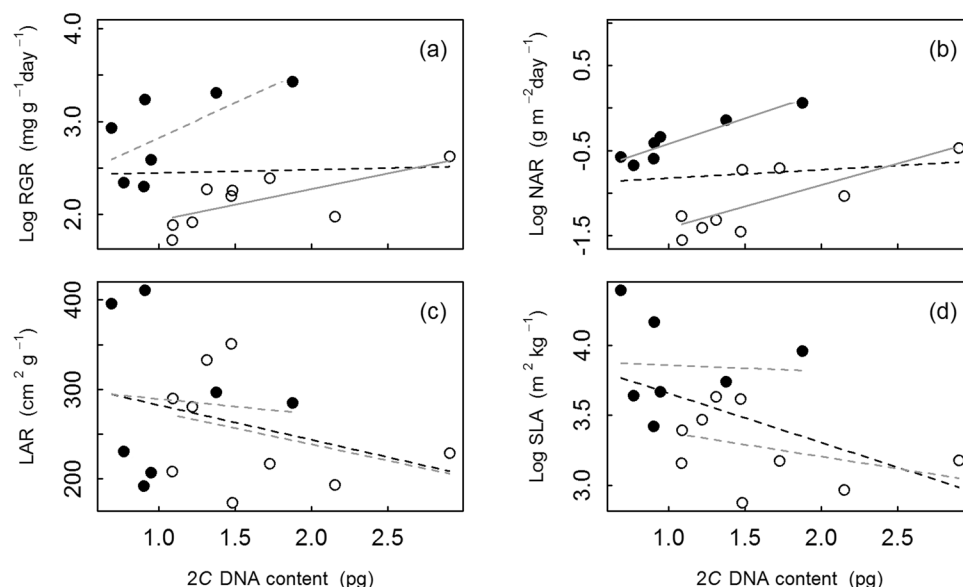 (a)
Log RGR (mg g⁻¹day⁻¹)
4.0
3.0
2.0
(b)
Log NAR (g m⁻²day⁻¹)
0.5
-0.5
-1.5
(c)
LAR (cm² g⁻¹)
400
300
200
1.0 1.5 2.0 2.5
2C DNA content (pg)
(d)
Log SLA (m² kg⁻¹)
4.0
3.5
3.0
1.0 1.5 2.0 2.5
2C DNA content (pg)